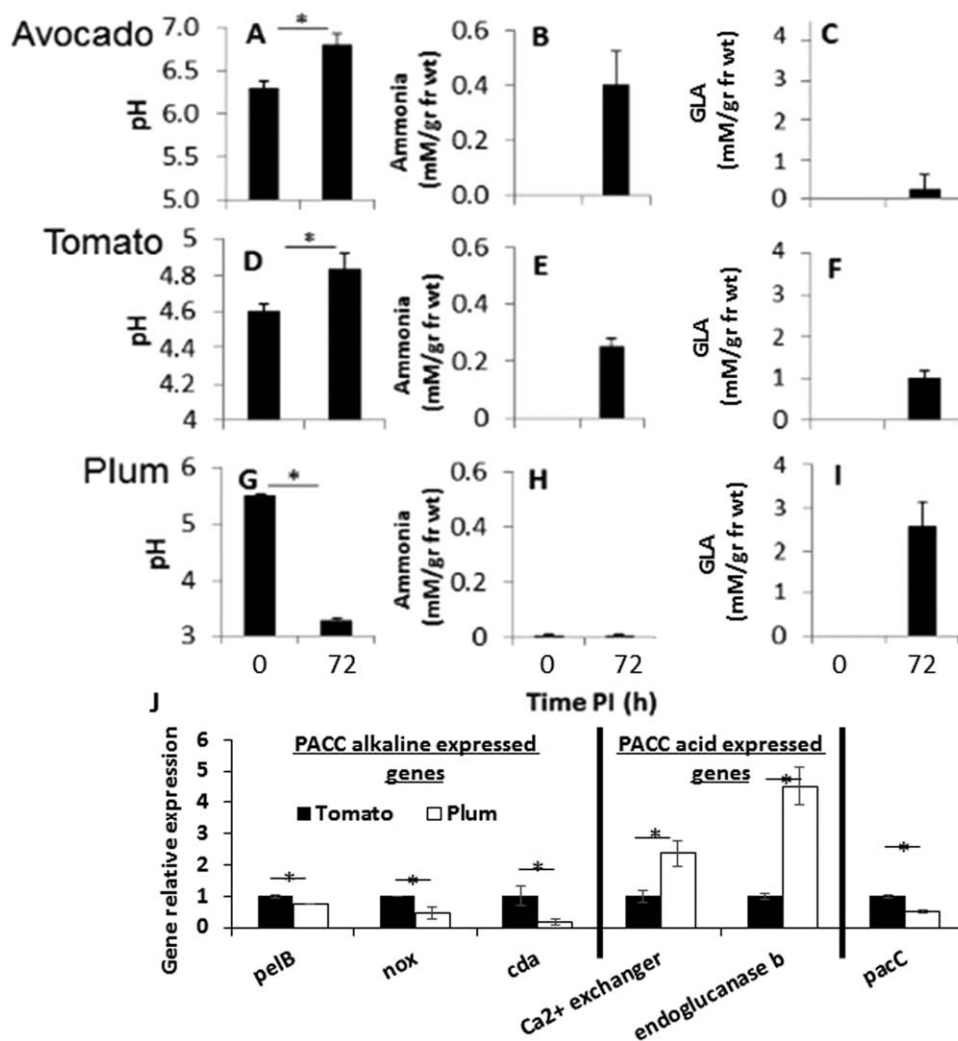 Avocado
A
*
7.0
6.5
6.0
5.5
5.0
pH
B
0.6
0.4
0.2
0.0
Ammonia
(mM/gr fr wt)
C
4
3
2
1
0
GLA
(mM/gr fr wt)
Tomato
D
*
5
4.8
4.6
4.4
4.2
4
pH
E
0.6
0.4
0.2
0
Ammonia
(mM/gr fr wt)
F
4
3
2
1
0
GLA
(mM/gr fr wt)
Plum
G
*
6
5
4
3
pH
0 72
H
0.6
0.4
0.2
0
Ammonia
(mM/gr fr wt)
0 72
I
4
3
2
1
0
GLA
(mM/gr fr wt)
0 72
Time PI (h)
J
Gene relative expression
6
5
4
3
2
1
0
PACC alkaline expressed
genes
Tomato Plum
PACC acid expressed
genes
* * * * * *
pelB
nox
cda
Ca2+ exchanger
endoglucanase b
pacC